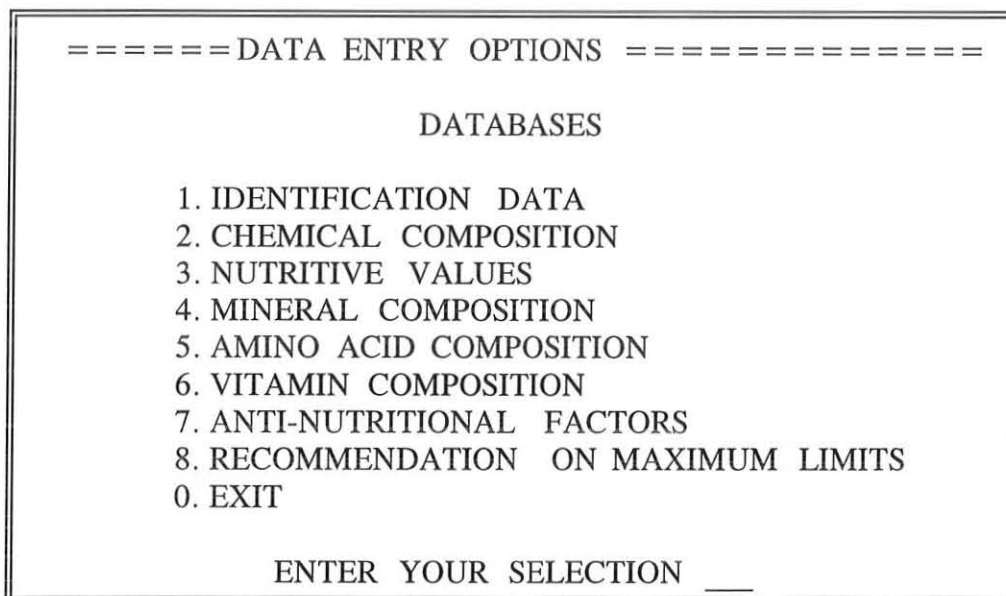 ======DATA ENTRY OPTIONS =============
DATABASES
1. IDENTIFICATION DATA
2. CHEMICAL COMPOSITION
3. NUTRITIVE VALUES
4. MINERAL COMPOSITION
5. AMINO ACID COMPOSITION
6. VITAMIN COMPOSITION
7. ANTI-NUTRITIONAL FACTORS
8. RECOMMENDATION ON MAXIMUM LIMITS
0. EXIT
ENTER YOUR SELECTION ___